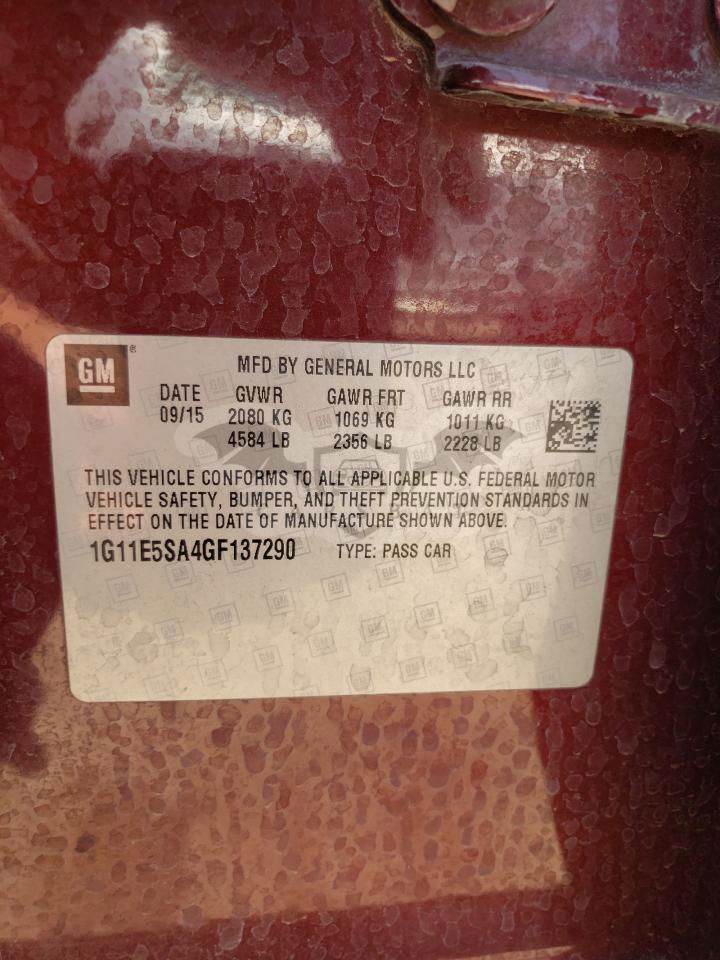 GM®
MFD BY GENERAL MOTORS LLC
DATE GVWR GAWR FRT GAWR RR
09/15 2080 KG 1069 KG 1011 KG
4584 LB 2356 LB 2228 LB
THIS VEHICLE CONFORMS TO ALL APPLICABLE U.S. FEDERAL MOTOR
VEHICLE SAFETY, BUMPER, AND THEFT PREVENTION STANDARDS IN
EFFECT ON THE DATE OF MANUFACTURE SHOWN ABOVE.
1G11E5SA4GF137290 TYPE: PASS CAR